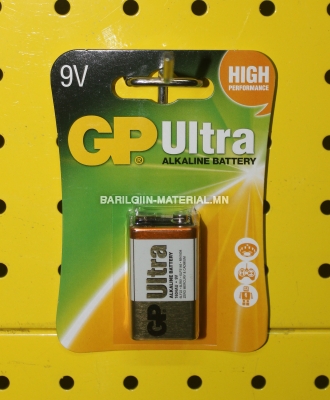 9V
HIGH
PERFORMANCE
GP Ultra
ALKALINE BATTERY
BARILGIIN-MATERIAL.MN
GP Ultra
ALKALINE BATTERY